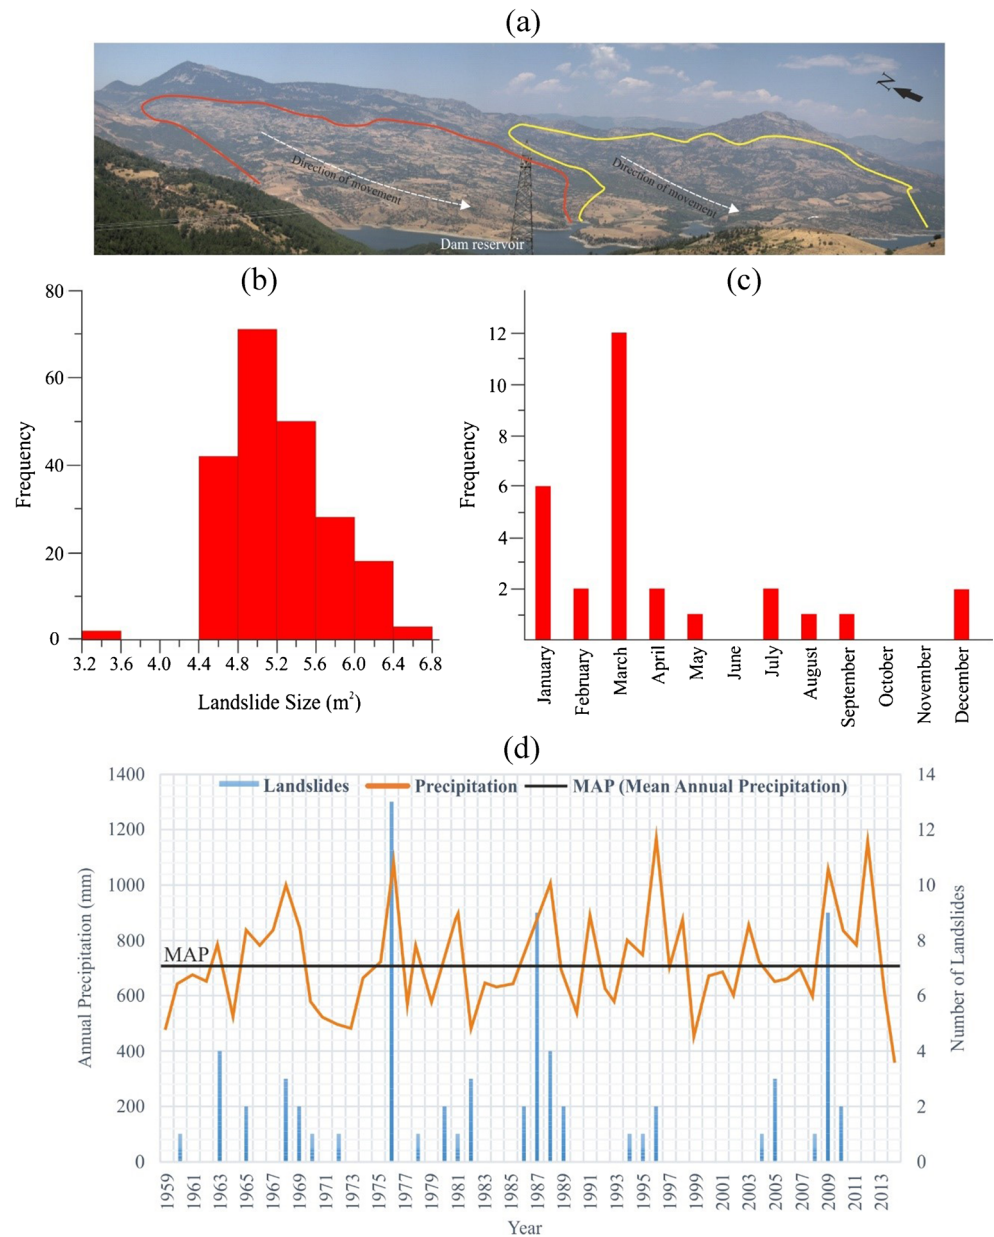 (a)
N
Direction of movement
Direction of movement
Dam reservoir
(b)
80
60
40
20
0
Frequency
3.2 3.6 4.0 4.4 4.8 5.2 5.6 6.0 6.4 6.8
Landslide Size (m²)
(c)
12
10
8
6
4
2
Frequency
January
February
March
April
May
June
July
August
September
October
November
December
(d)
Landslides Precipitation MAP (Mean Annual Precipitation)
1400
1200
1000
800
600
400
200
0
Annual Precipitation (mm)
MAP
14
12
10
8
6
4
2
0
Number of Landslides
1959 1961 1963 1965 1967 1969 1971 1973 1975 1977 1979 1981 1983 1985 1987 1989 1991 1993 1995 1997 1999 2001 2003 2005 2007 2009 2011 2013
Year